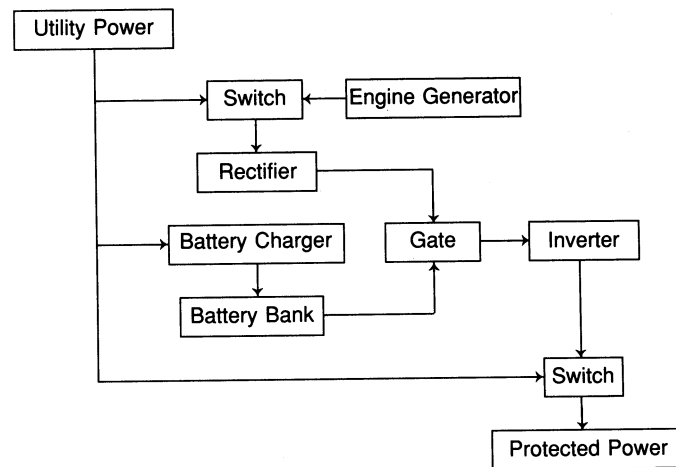 Utility Power
Switch
Engine Generator
Rectifier
Battery Charger
Gate
Inverter
Battery Bank
Switch
Protected Power